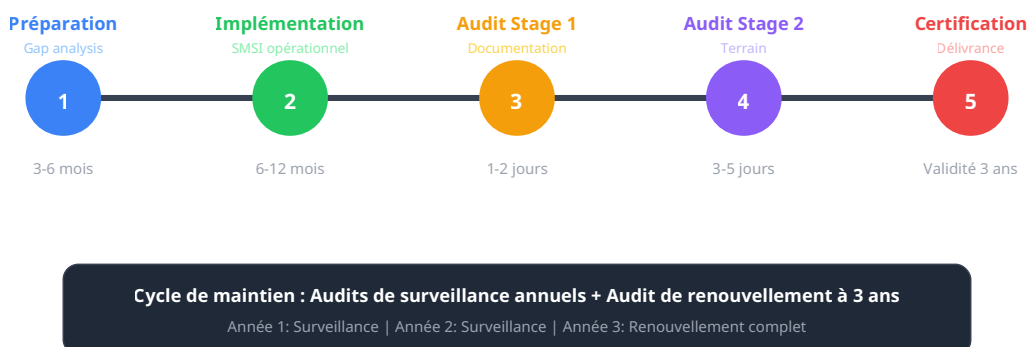 Préparation
Gap analysis
1
3-6 mois
Implémentation
SMSI opérationnel
2
6-12 mois
Audit Stage 1
Documentation
3
1-2 jours
Audit Stage 2
Terrain
4
3-5 jours
Certification
Délivrance
5
Validité 3 ans
Cycle de maintien : Audits de surveillance annuels + Audit de renouvellement à 3 ans
Année 1: Surveillance | Année 2: Surveillance | Année 3: Renouvellement complet